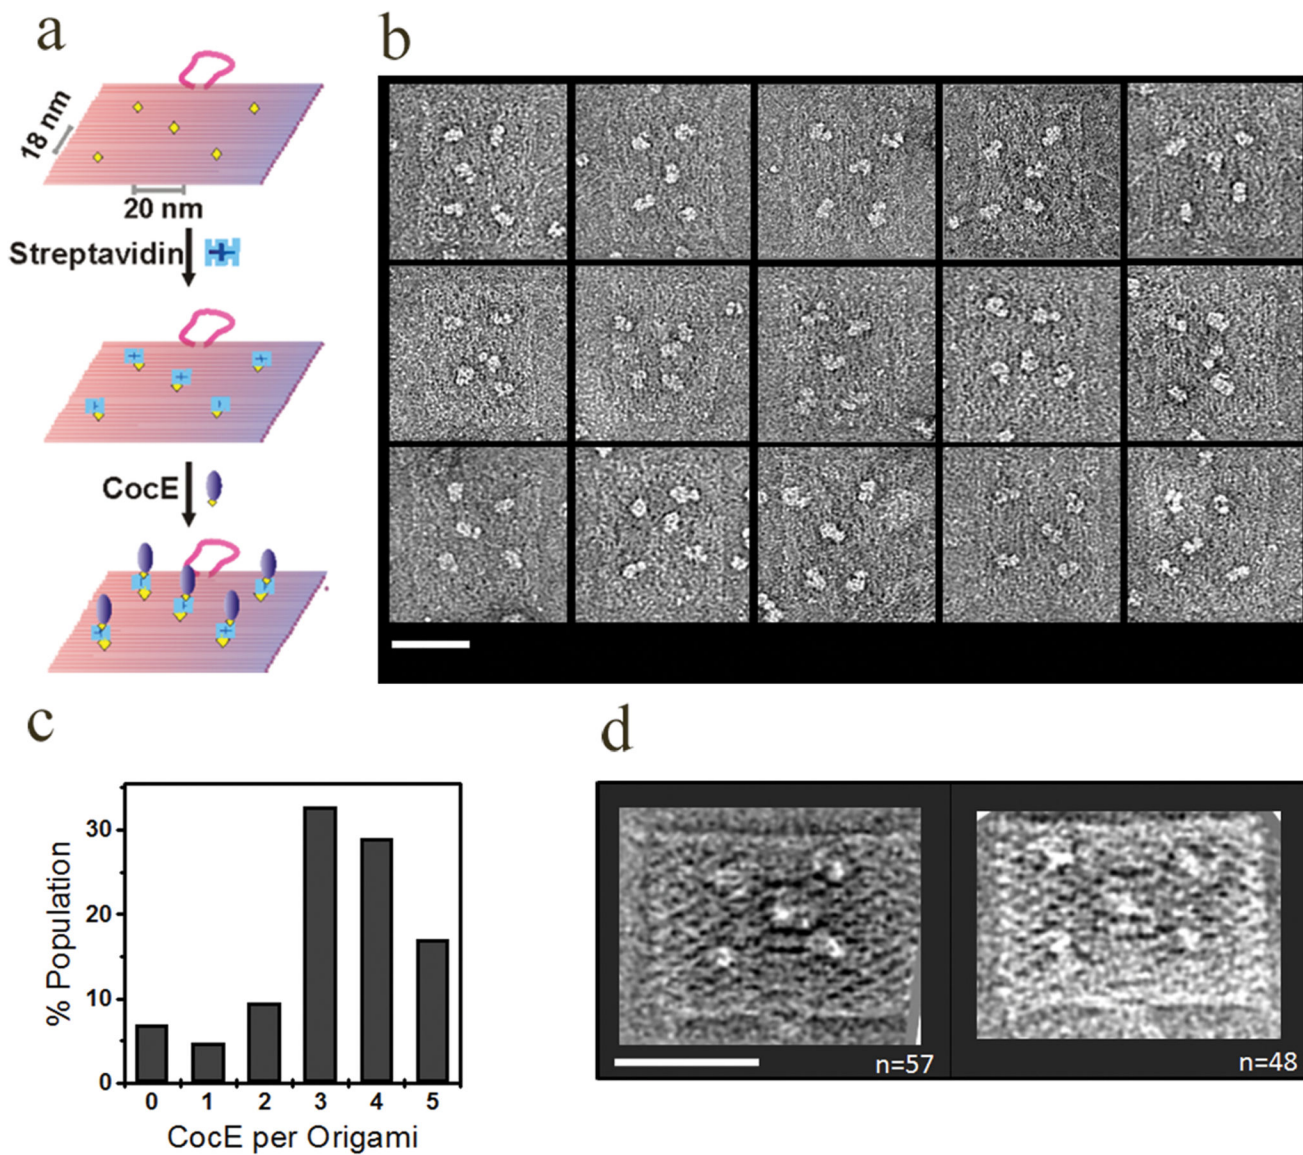 a
18 nm
20 nm
Streptavidin
CocE
b
c
% Population
30
20
10
0
0 1 2 3 4 5
CocE per Origami
d
n=57
n=48